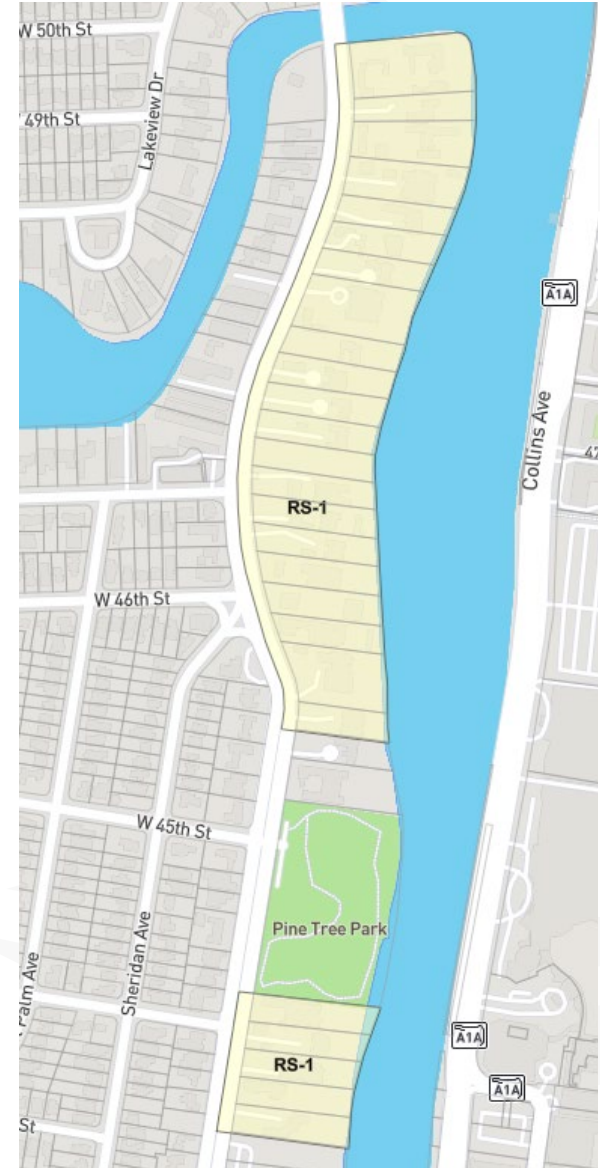 W 50th St
49th St
Lakeview Dr
A1A
Collins Ave
47
RS-1
W 46th St
W 45th St
Pine Tree Park
Palm Ave
Sheridan Ave
A1A
RS-1
A1A
St